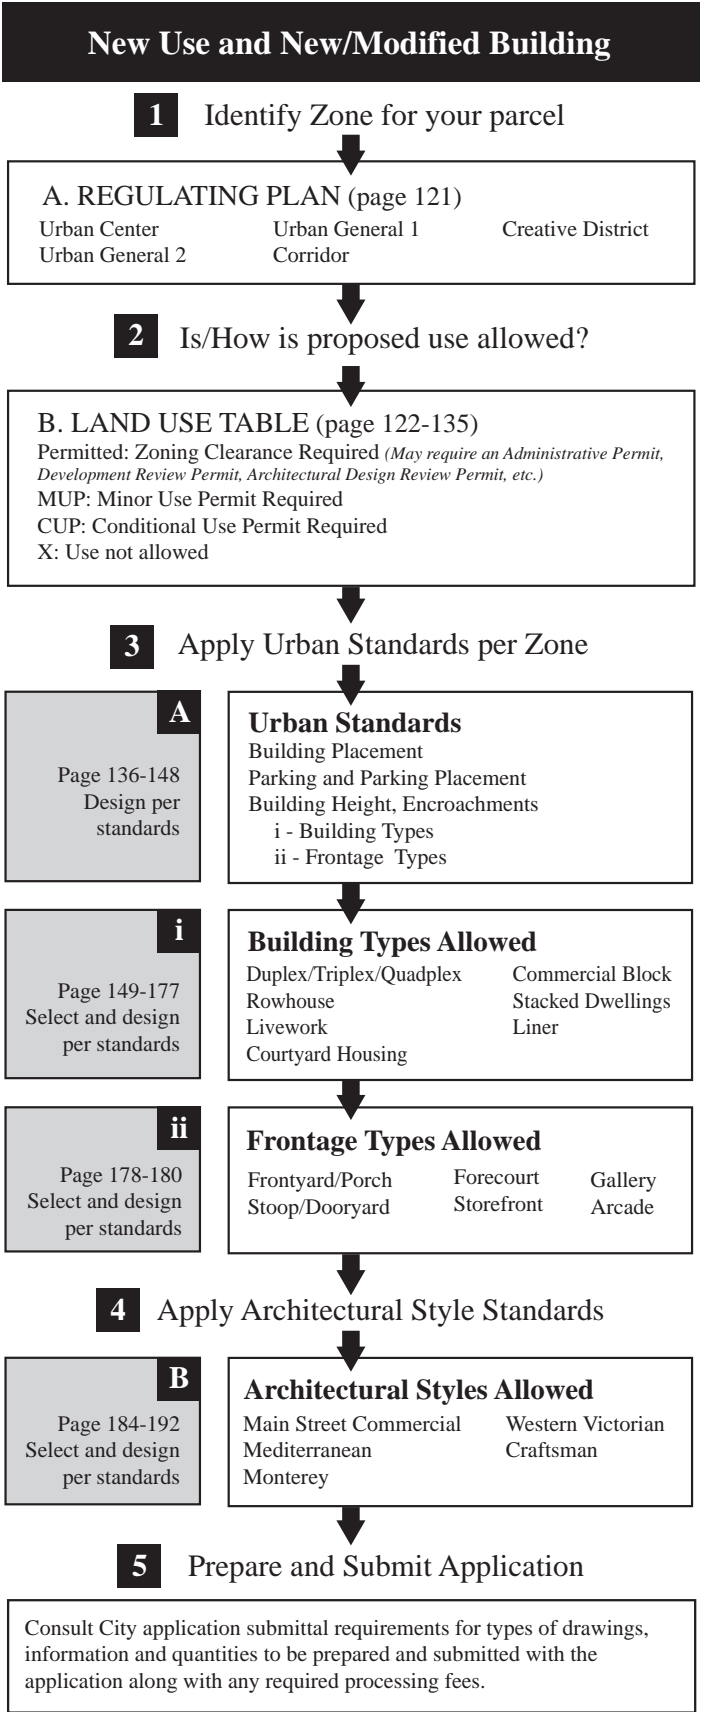 New Use and New/Modified Building
1 Identify Zone for your parcel
A. REGULATING PLAN (page 121)
Urban Center Urban General 1 Creative District
Urban General 2 Corridor
2 Is/How is proposed use allowed?
B. LAND USE TABLE (page 122-135)
Permitted: Zoning Clearance Required (May require an Administrative Permit,
Development Review Permit, Architectural Design Review Permit, etc.)
MUP: Minor Use Permit Required
CUP: Conditional Use Permit Required
X: Use not allowed
3 Apply Urban Standards per Zone
A
Page 136-148
Design per
standards
Urban Standards
Building Placement
Parking and Parking Placement
Building Height, Encroachments
i - Building Types
ii - Frontage Types
i
Page 149-177
Select and design
per standards
Building Types Allowed
Duplex/Triplex/Quadplex Commercial Block
Rowhouse Stacked Dwellings
Livework Liner
Courtyard Housing
ii
Page 178-180
Select and design
per standards
Frontage Types Allowed
Frontyard/Porch Forecourt Gallery
Stoop/Dooryard Storefront Arcade
4 Apply Architectural Style Standards
B
Page 184-192
Select and design
per standards
Architectural Styles Allowed
Main Street Commercial Western Victorian
Mediterranean Craftsman
Monterey
5 Prepare and Submit Application
Consult City application submittal requirements for types of drawings,
information and quantities to be prepared and submitted with the
application along with any required processing fees.